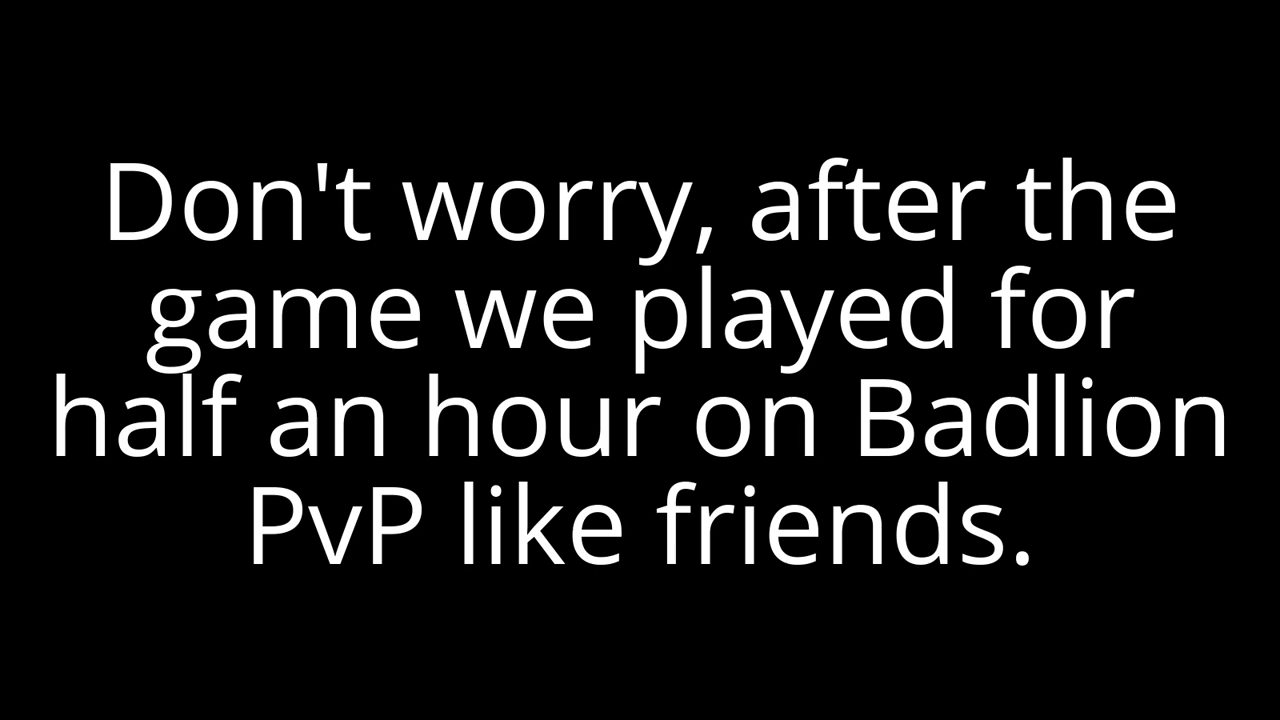 Don't worry, after the
game we played for
half an hour on Badlion
PvP like friends.